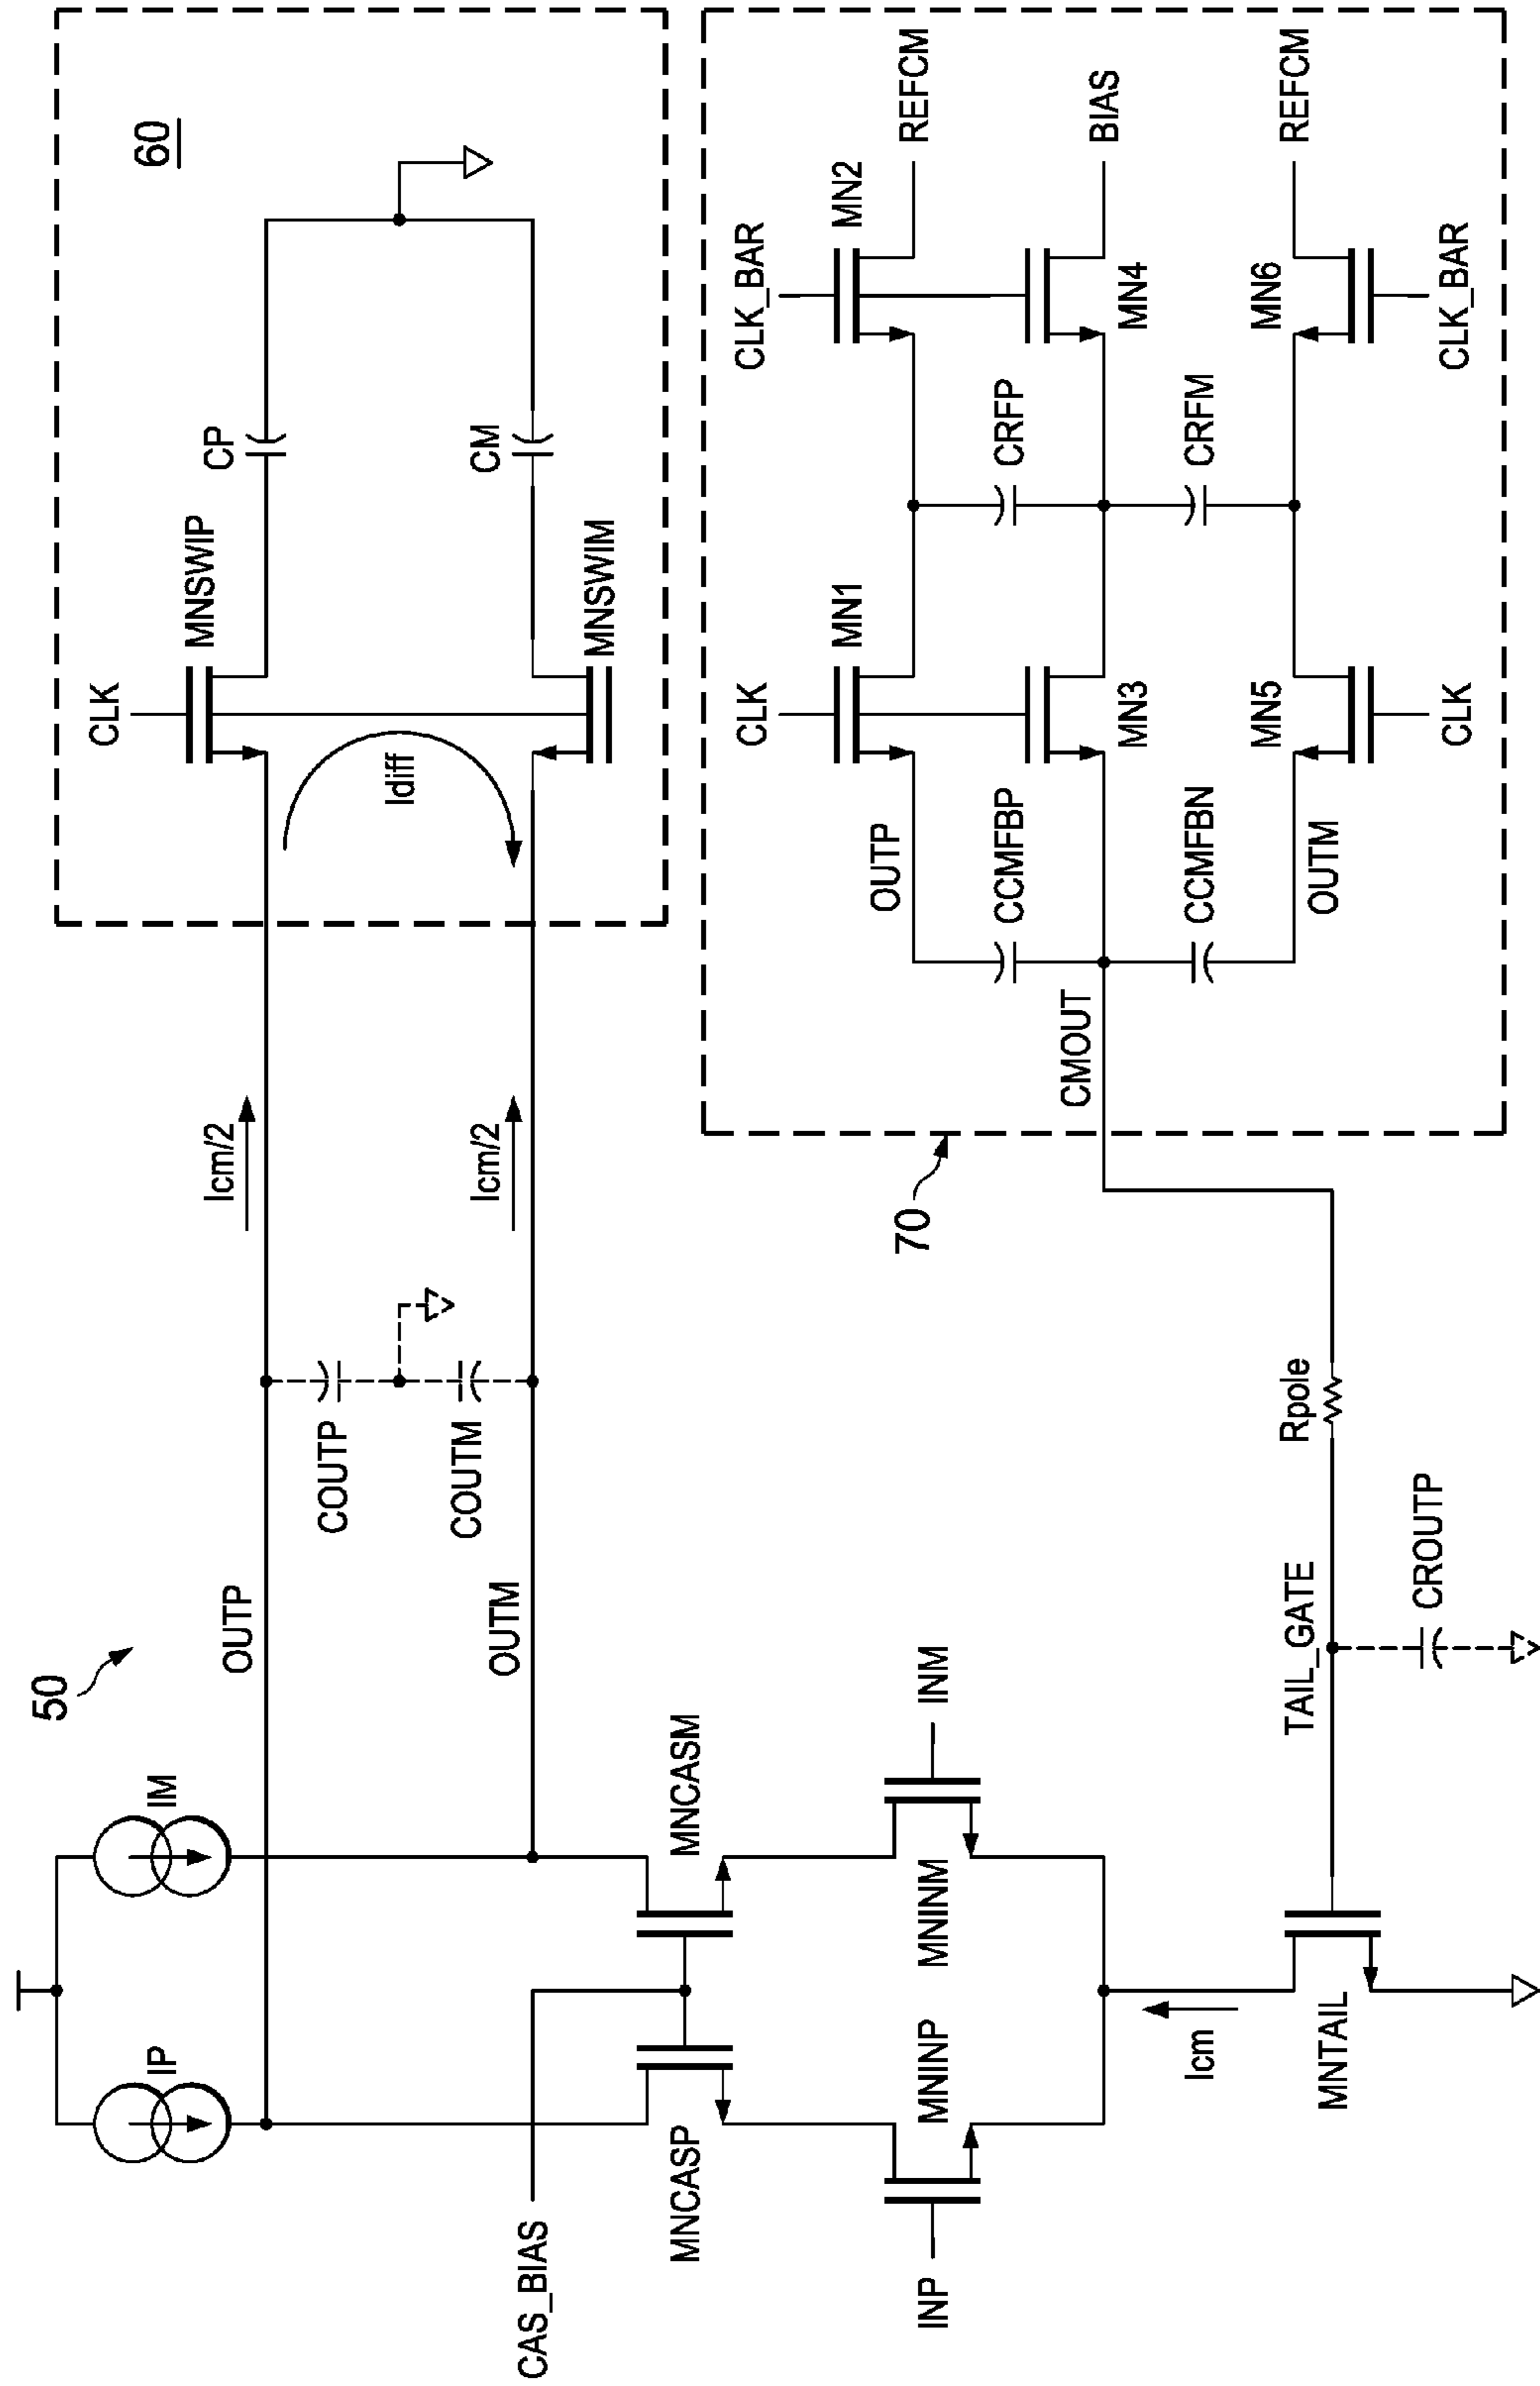 50
IP
IM
OUTP
OUTM
COUTP
COUTM
Icm/2
Icm/2
60
CLK
MNSWIP
MNSWIM
CP
CM
Idiff
CAS_BIAS
MNCASP
MNCASM
INP
MNINP
MNINM
INM
Icm
MNTAIL
TAIL_GATE
CROUTP
Rpole
70
CMOUT
OUTP
CCMFBP
CCMFBN
OUTM
CLK
MN1
MN3
MN5
CLK
CRFP
CRFM
CLK_BAR
MN2
MN4
MN6
CLK_BAR
REFCM
BIAS
REFCM